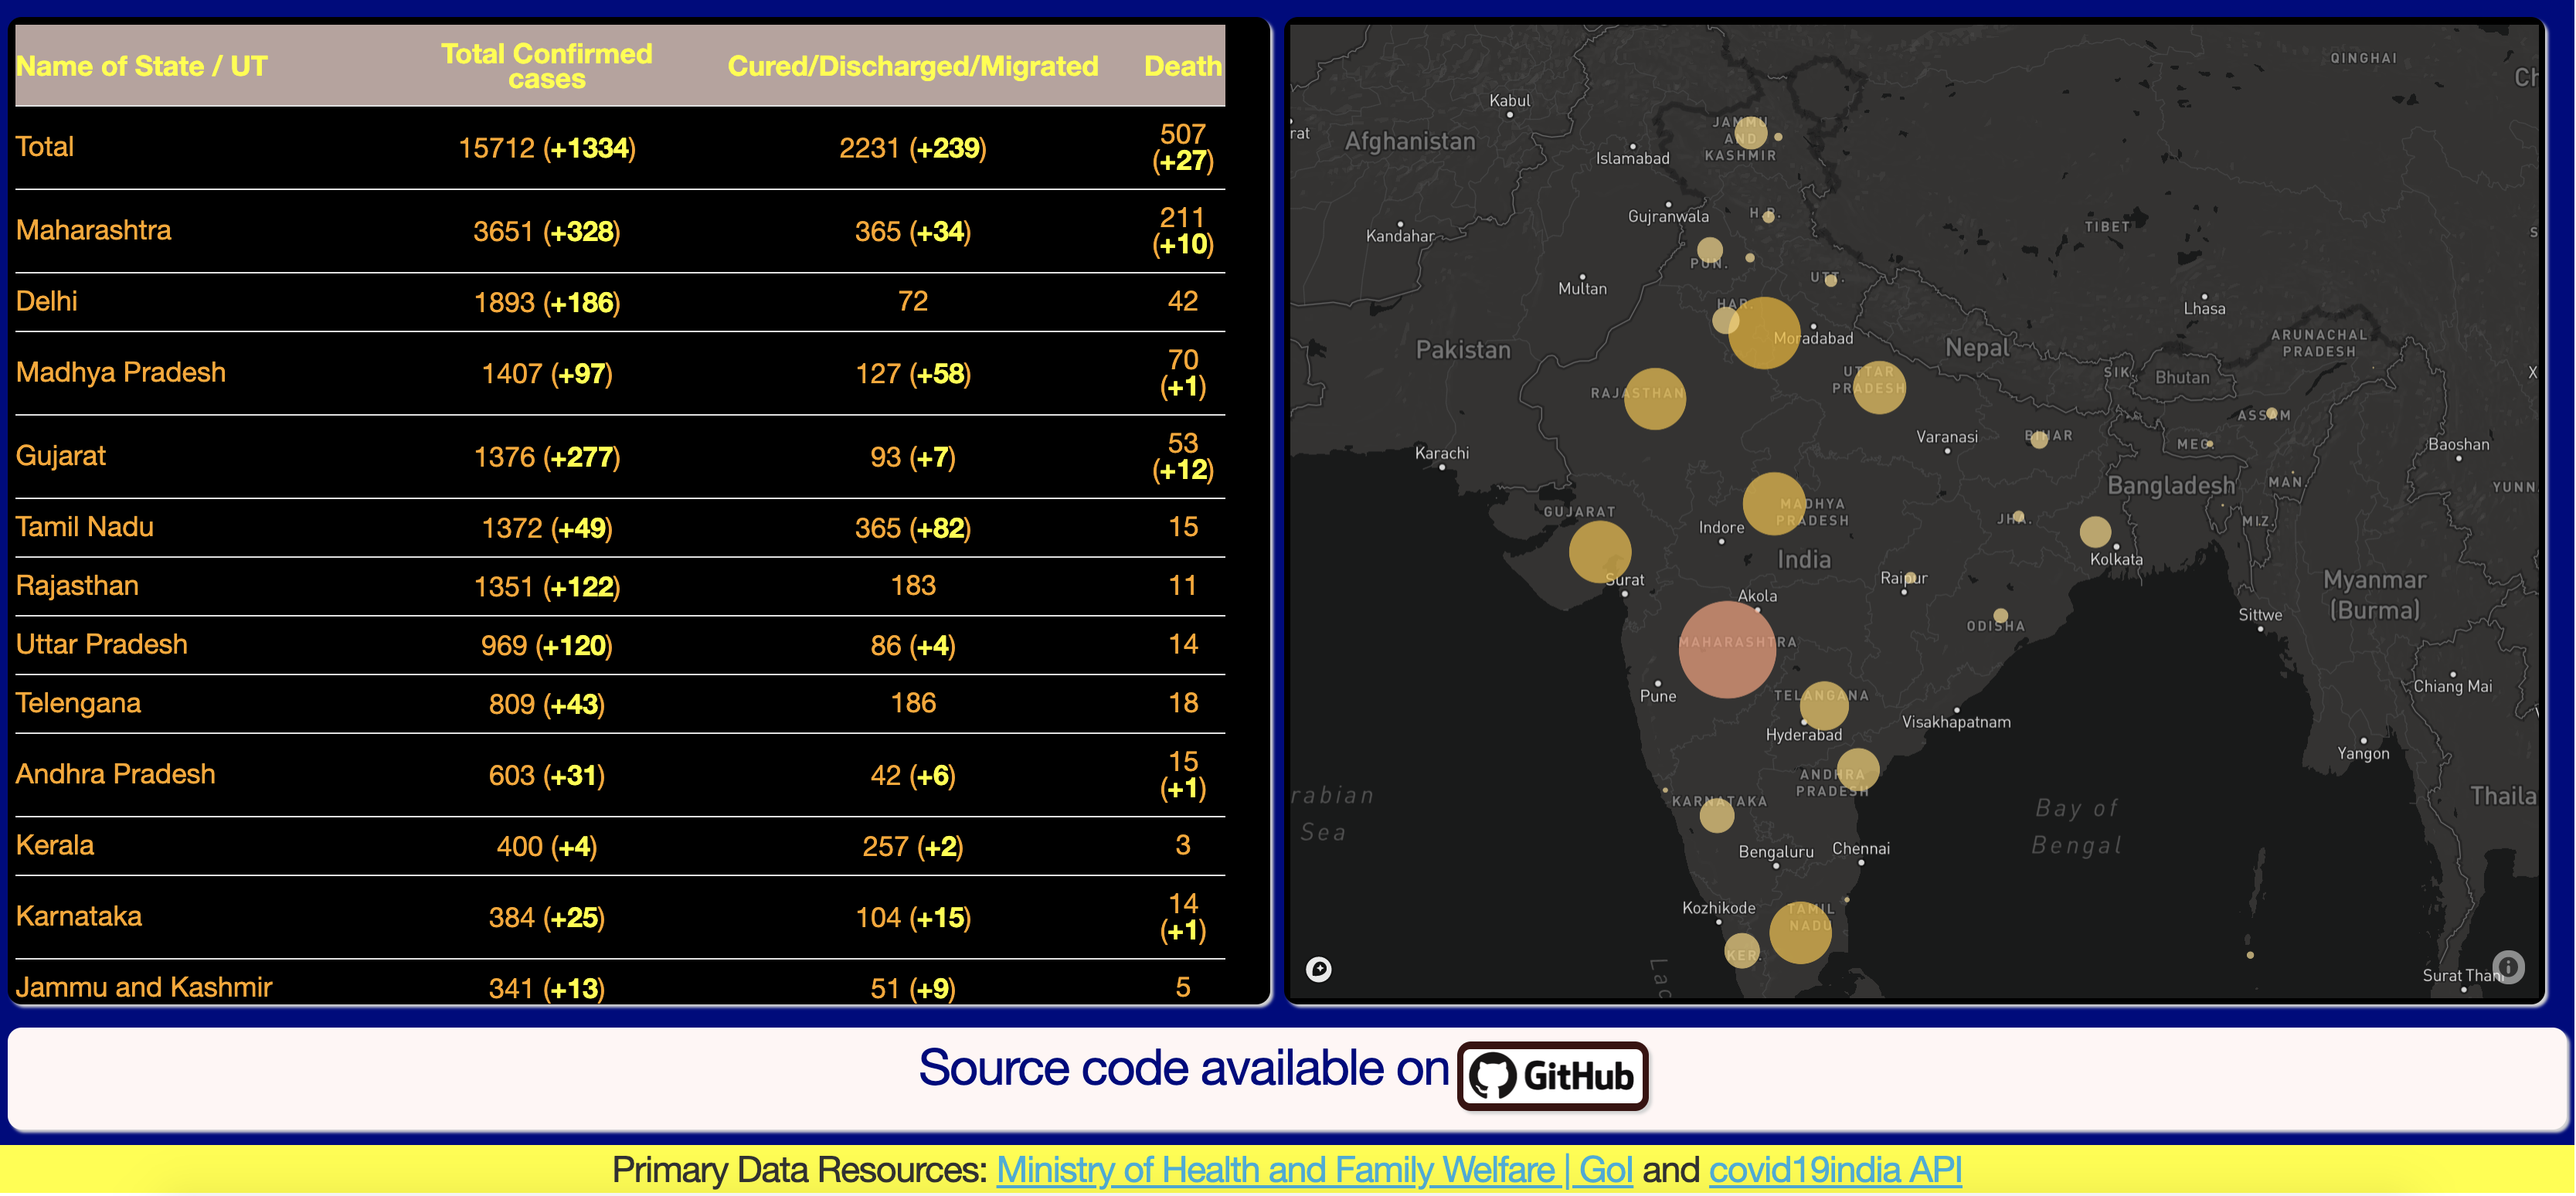 Name of State / UT
Total Confirmed
cases
Cured/Discharged/Migrated
Death
Total 15712 (+1334) 2231 (+239) 507
(+27)
Maharashtra 3651 (+328) 365 (+34) 211
(+10)
Delhi 1893 (+186) 72 42
Madhya Pradesh 1407 (+97) 127 (+58) 70
(+1)
Gujarat 1376 (+277) 93 (+7) 53
(+12)
Tamil Nadu 1372 (+49) 365 (+82) 15
Rajasthan 1351 (+122) 183 11
Uttar Pradesh 969 (+120) 86 (+4) 14
Telengana 809 (+43) 186 18
Andhra Pradesh 603 (+31) 42 (+6) 15
(+1)
Kerala 400 (+4) 257 (+2) 3
Karnataka 384 (+25) 104 (+15) 14
(+1)
Jammu and Kashmir 341 (+13) 51 (+9) 5
QINGHAI
Ch
Kabul
rat
Afghanistan
JAMMU
AND
KASHMIR
Islamabad
Gujranwala
H.P.
Kandahar
TIBET
S
PUN.
Multan
UTT.
HAR.
Lhasa
Moradabad
ARUNACHAL
PRADESH
Pakistan
Nepal
UTTAR
PRADESH
SIK.
Bhutan
X
RAJASTHAN
ASSAM
Varanasi
BIHAR
MEG.
Baoshan
Karachi
Bangladesh
MAN.
YUNN
GUJARAT
MADHYA
PRADESH
JHA.
MIZ.
Indore
India
Kolkata
Surat
Raipur
Myanmar
(Burma)
Akola
Sittwe
ODISHA
MAHARASHTRA
Pune
TELANGANA
Chiang Mai
Visakhapatnam
Hyderabad
Yangon
ANDHRA
PRADESH
rabian
Sea
KARNATAKA
Bay of
Bengal
Thaila
Bengaluru
Chennai
Kozhikode
TAMIL
NADU
KER.
Lac
Surat Thani
Source code available on GitHub
Primary Data Resources: Ministry of Health and Family Welfare | GoI and covid19india API